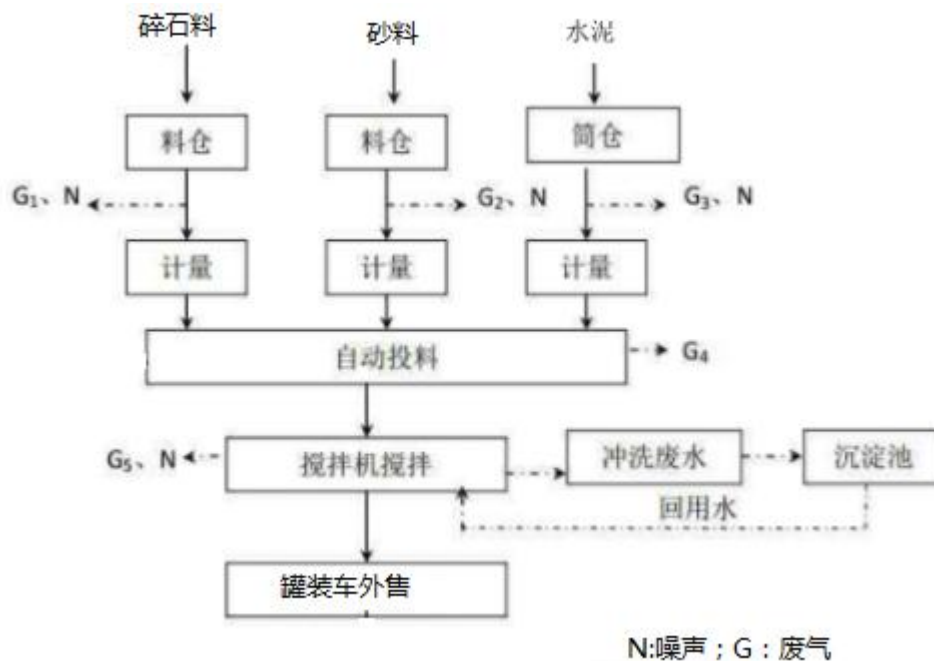 碎石料
砂料
水泥
料仓
料仓
筒仓
G₁、N
G₂、N
G₃、N
计量
计量
计量
自动投料
G₄
G₅、N
搅拌机搅拌
冲洗废水
沉淀池
回用水
罐装车外售
N:噪声；G：废气